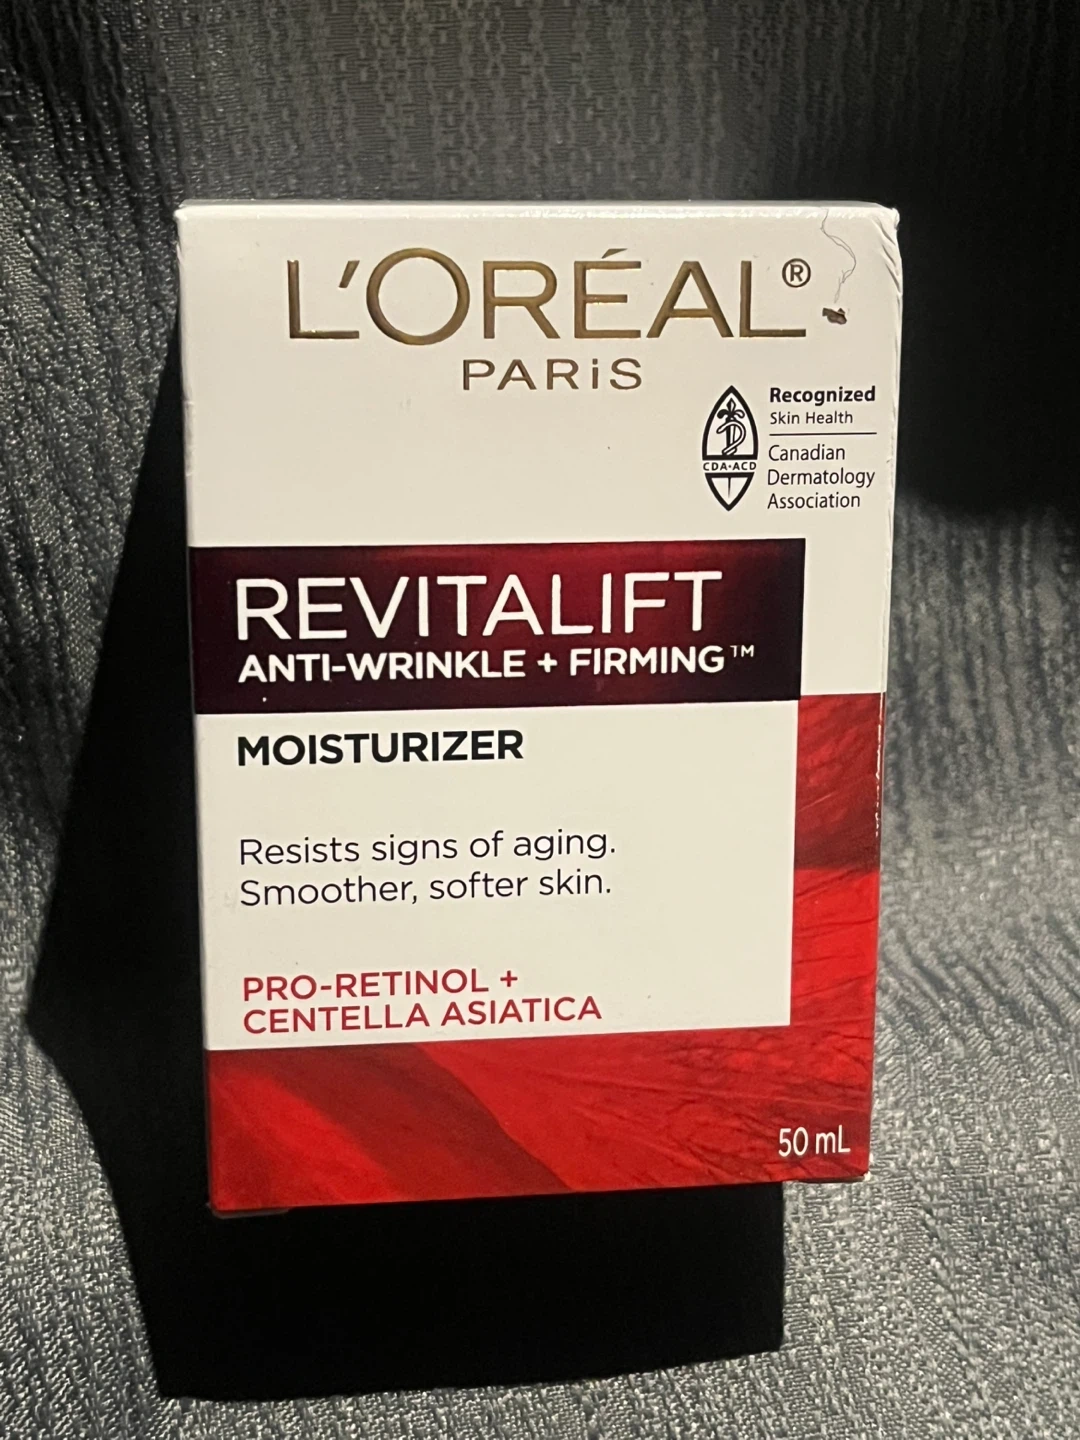 L'ORÉAL®
PARiS
Recognized
Skin Health
Canadian
Dermatology
Association
CDA•ACD
REVITALIFT
ANTI-WRINKLE + FIRMING™
MOISTURIZER
Resists signs of aging.
Smoother, softer skin.
PRO-RETINOL +
CENTELLA ASIATICA
50 mL